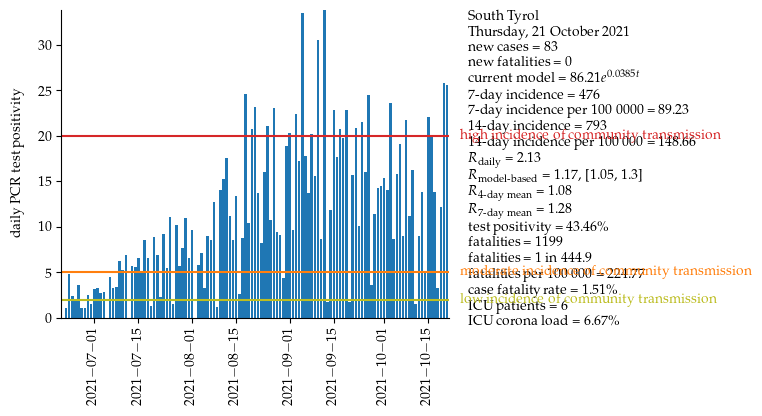 daily PCR test positivity
30
25
20
15
10
5
0
2021−07−01
2021−07−15
2021−08−01
2021−08−15
2021−09−01
2021−09−15
2021−10−01
2021−10−15
South Tyrol
Thursday, 21 October 2021
new cases = 83
new fatalities = 0
current model = 86.21e^0.0385t
7-day incidence = 476
7-day incidence per 100 0000 = 89.23
14-day incidence = 793
high incidence of community transmission
14-day incidence per 100 000 = 148.66
R_daily = 2.13
R_model-based = 1.17, [1.05, 1.3]
R_4-day mean = 1.08
R_7-day mean = 1.28
test positivity = 43.46%
fatalities = 1199
fatalities = 1 in 444.9
moderate incidence of community transmission
fatalities per 100 000 = 224.77
case fatality rate = 1.51%
low incidence of community transmission
ICU patients = 6
ICU corona load = 6.67%